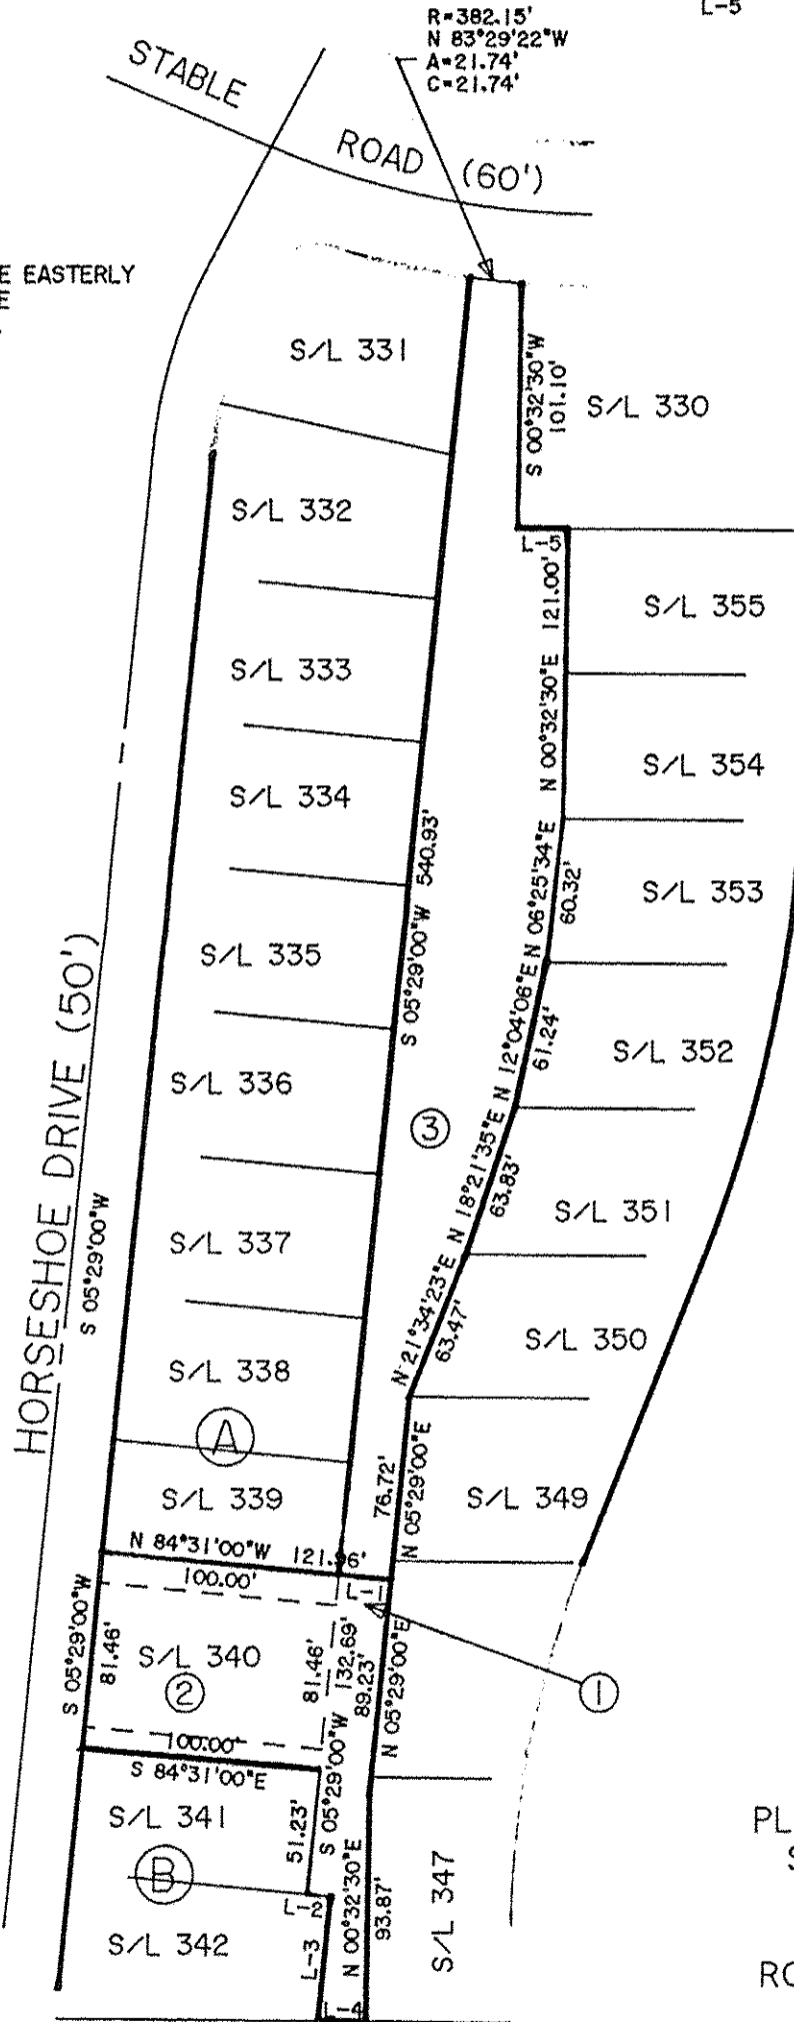 R=382.15'
N 83°29'22"W
A=21.74'
C=21.74'
L-5
STABLE ROAD (60')
E EASTERLY
S/L 331
S 00°32'30"W
101.10'
S/L 330
S/L 332
L-5
121.00'
N 00°32'30"E
S/L 355
S/L 333
S/L 354
S/L 334
540.93'
S 05°29'00"W
N 06°25'34"E
60.32'
S/L 353
S/L 335
N 12°04'06"E
61.24'
S/L 352
HORSESHOE DRIVE (50')
S/L 336
3
N 18°21'35"E
63.83'
S/L 351
S 05°29'00"W
S/L 337
N 21°34'23"E
63.47'
S/L 350
S/L 338
A
76.72'
N 05°29'00"E
S/L 349
S/L 339
N 84°31'00"W 121.96'
100.00'
L-1
S 05°29'00"W
81.46'
S/L 340
2
81.46'
132.69'
89.23'
N 05°29'00"E
1
100.00'
S 84°31'00"E
S 05°29'00"W
S/L 341
51.23'
B
L-2
N 00°32'30"E
93.87'
S/L 347
S/L 342
L-3
L-4
PL
RO